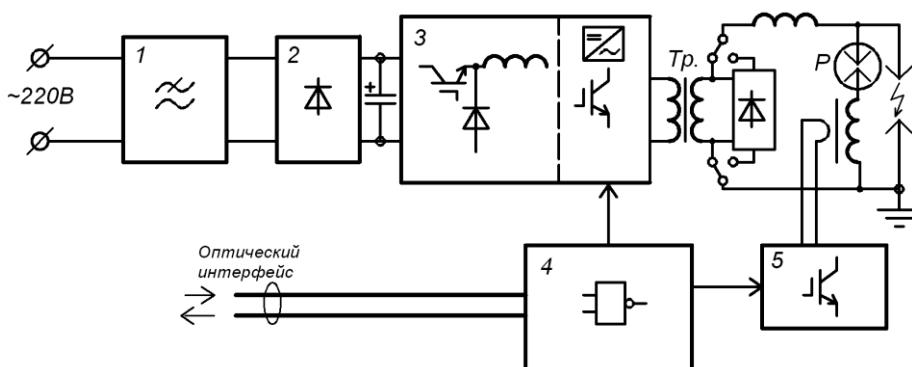 ~220В
1
2
+
3
Тр.
P
Оптический
интерфейс
4
5